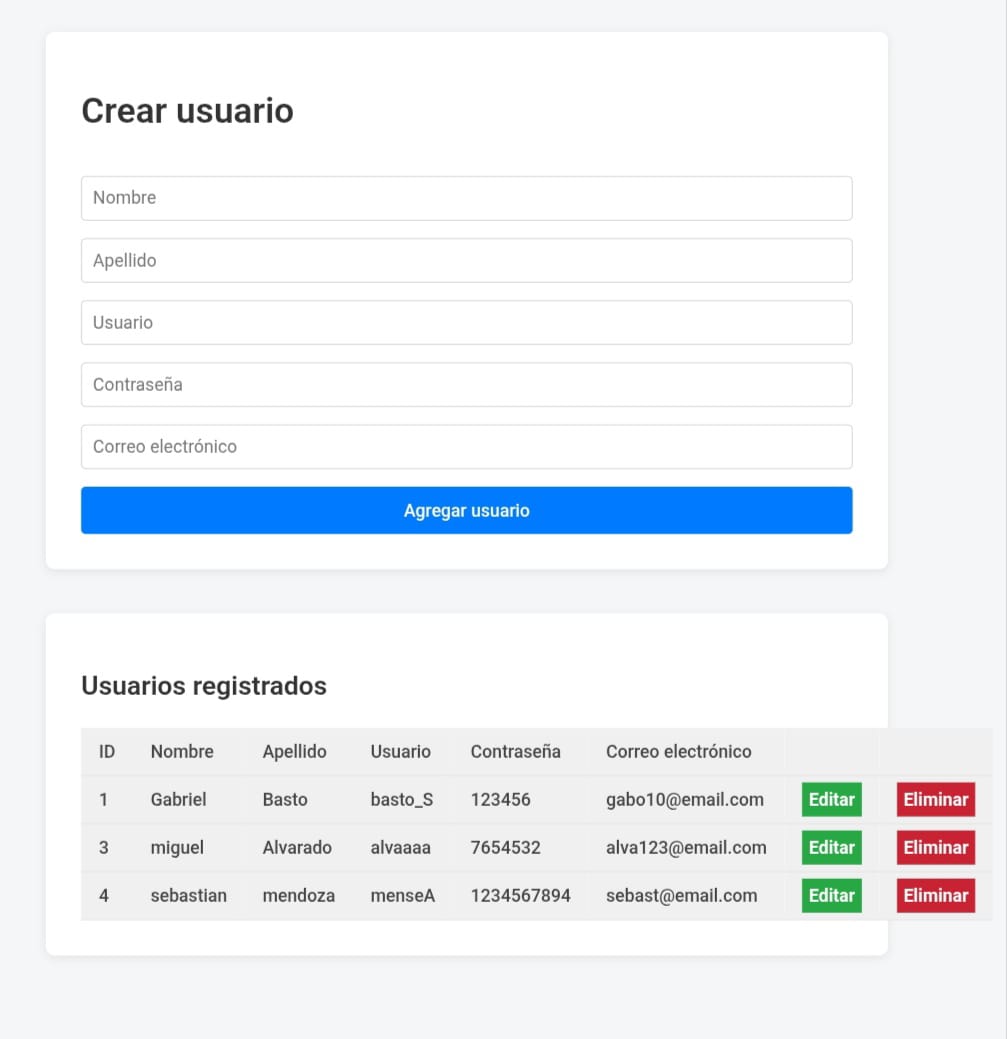 Crear usuario
Nombre
Apellido
Usuario
Contraseña
Correo electrónico
Agregar usuario
Usuarios registrados
ID Nombre Apellido Usuario Contraseña Correo electrónico
1 Gabriel Basto basto_S 123456 gabo10@email.com Editar Eliminar
3 miguel Alvarado alvaaaa 7654532 alva123@email.com Editar Eliminar
4 sebastian mendoza menseA 1234567894 sebast@email.com Editar Eliminar